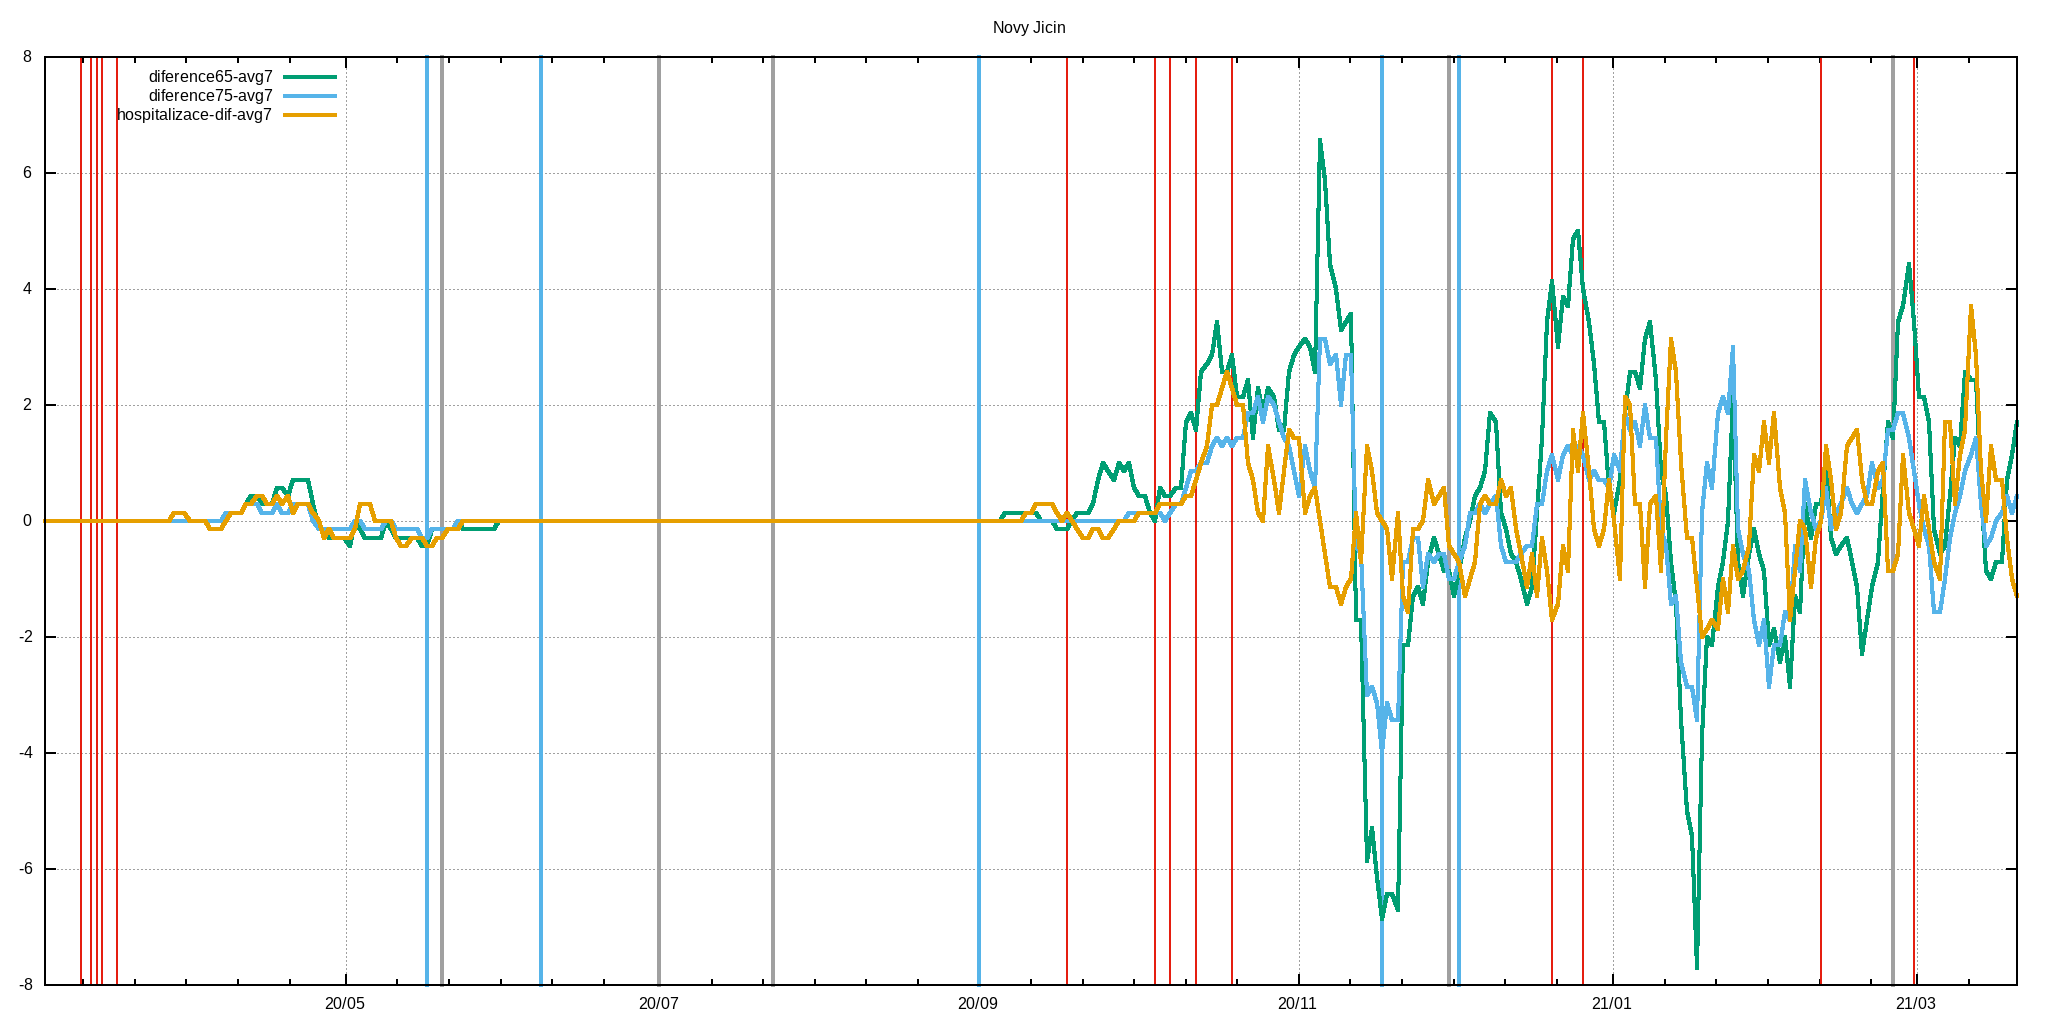 Novy Jicin
8
diference65-avg7
diference75-avg7
hospitalizace-dif-avg7
6
4
2
0
-2
-4
-6
-8
20/05 20/07 20/09 20/11 21/01 21/03